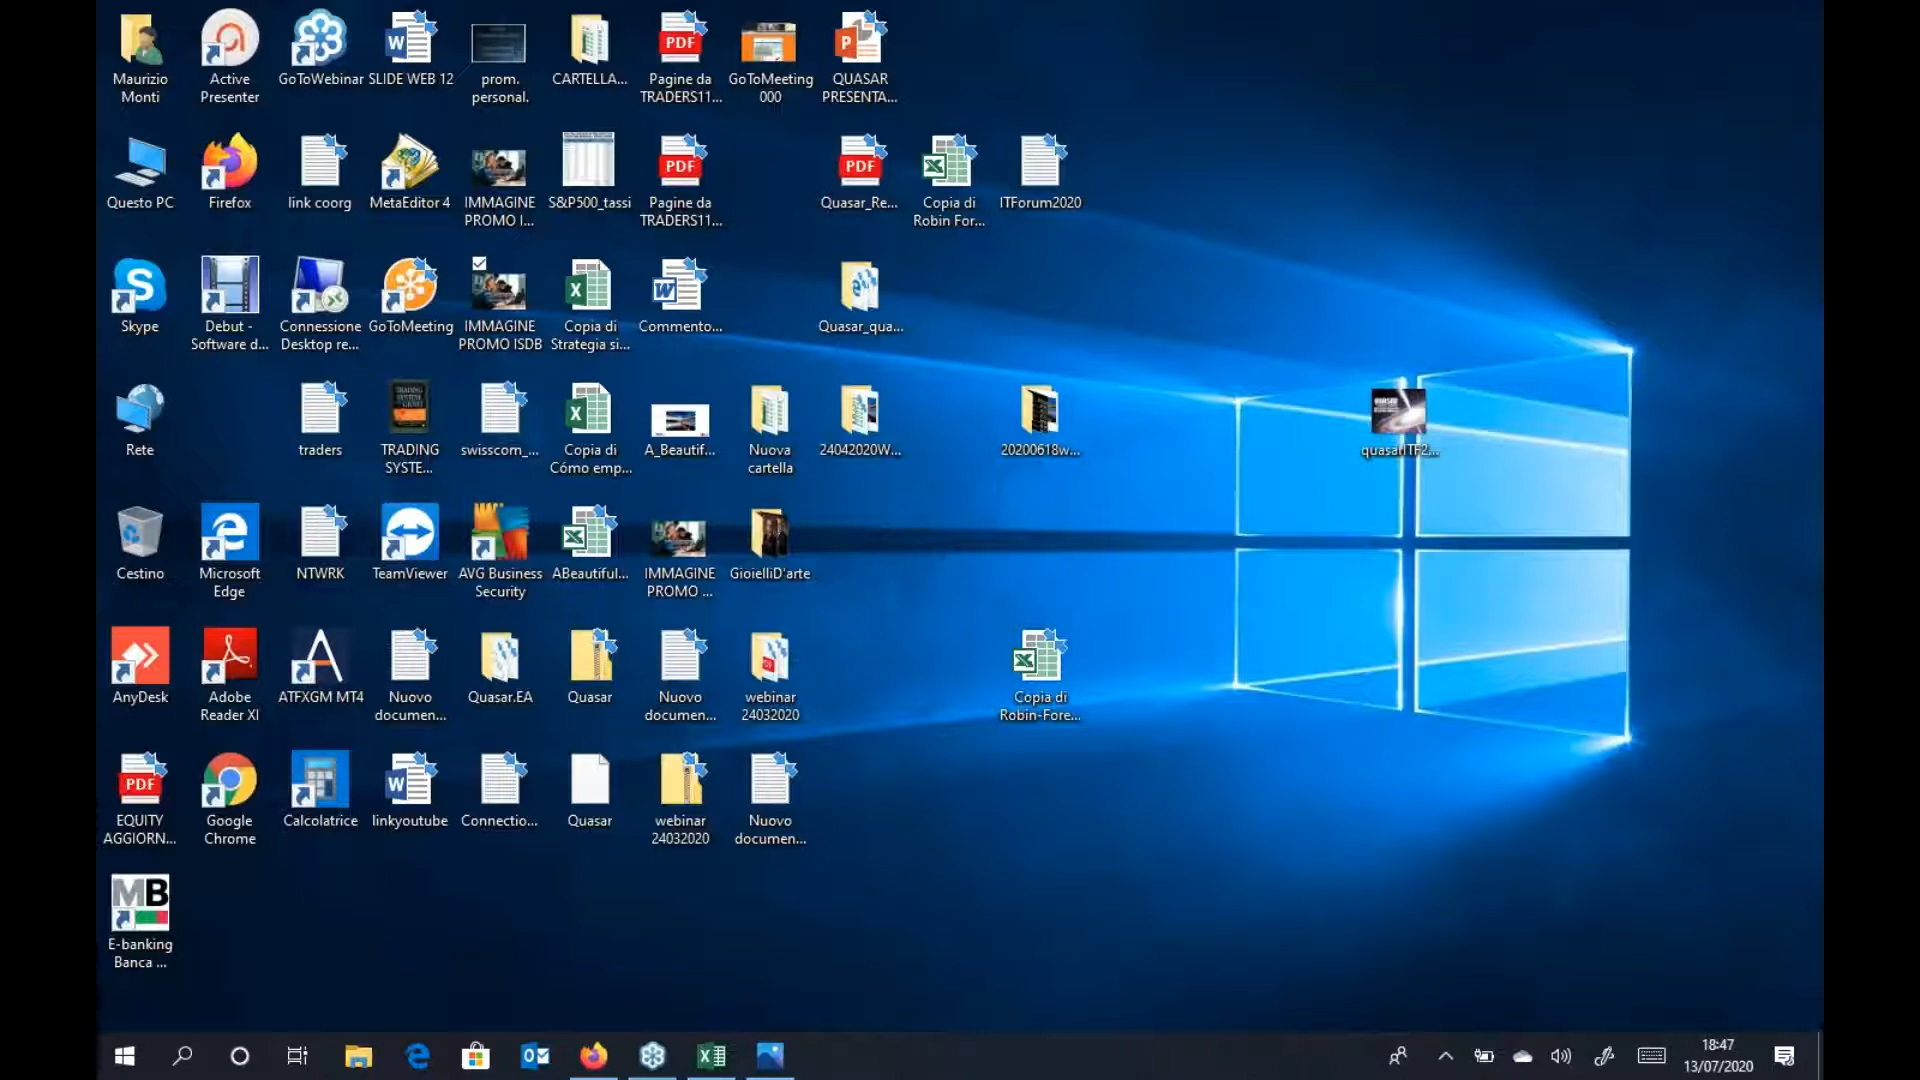 Maurizio
Monti
Active
Presenter
GoToWebinar
SLIDE WEB 12
prom.
personal.
CARTELLA...
PDF
Pagine da
TRADERS11...
GoToMeeting
000
QUASAR
PRESENTA...
Questo PC
Firefox
link coorg
MetaEditor 4
IMMAGINE
PROMO I...
S&P500_tassi
PDF
Pagine da
TRADERS11...
PDF
Quasar_Re...
Copia di
Robin For...
ITForum2020
Skype
Debut -
Software d...
Connessione
Desktop re...
GoToMeeting
IMMAGINE
PROMO ISDB
Copia di
Strategia si...
Commento...
Quasar_qua...
Rete
traders
TRADING
SYSTE...
swisscom_...
Copia di
Cómo emp...
A_Beautif...
Nuova
cartella
24042020W...
20200618w...
quasarITF2...
Cestino
Microsoft
Edge
NTWRK
TeamViewer
AVG Business
Security
ABeautiful...
IMMAGINE
PROMO ...
GioielliD'arte
AnyDesk
Adobe
Reader XI
ATFXGM MT4
Nuovo
documen...
Quasar.EA
Quasar
Nuovo
documen...
webinar
24032020
Copia di
Robin-Fore...
PDF
EQUITY
AGGIORN...
Google
Chrome
Calcolatrice
linkyoutube
Connectio...
Quasar
webinar
24032020
Nuovo
documen...
MB
E-banking
Banca ...
18:47
13/07/2020